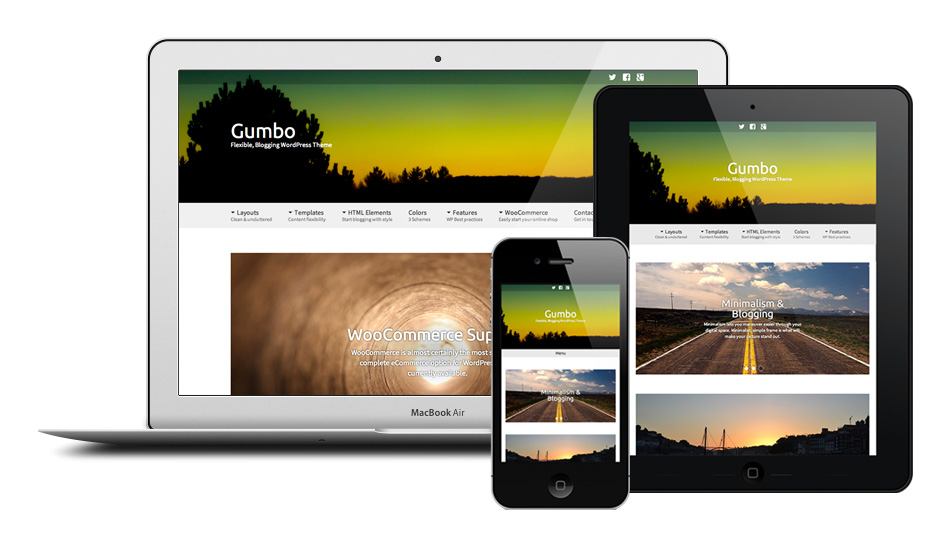 Gumbo
Flexible, Blogging WordPress Theme
Layouts
Clean & uncluttered
Templates
Content flexibility
HTML Elements
Start blogging with style
Colors
3 Schemes
Features
WP Best practices
WooCommerce
Easily start your online shop
Contac
Get in tou
WooCommerce Sup
WooCommerce is almost certainly the most s
complete eCommerce option for WordPres
currently available.
MacBook Air
Gumbo
Flexible, Blogging WordPress Theme
Menu
Minimalism &
Blogging
Gumbo
Flexible, Blogging WordPress Theme
Layouts
Clean & uncluttered
Templates
Content flexibility
HTML Elements
Start blogging with style
Colors
3 Schemes
Features
WP Best practices
Minimalism &
Blogging
Minimalism lets you maneuver easier through your
digital space. Minimalist, simple frame is what will
make your picture stand out.